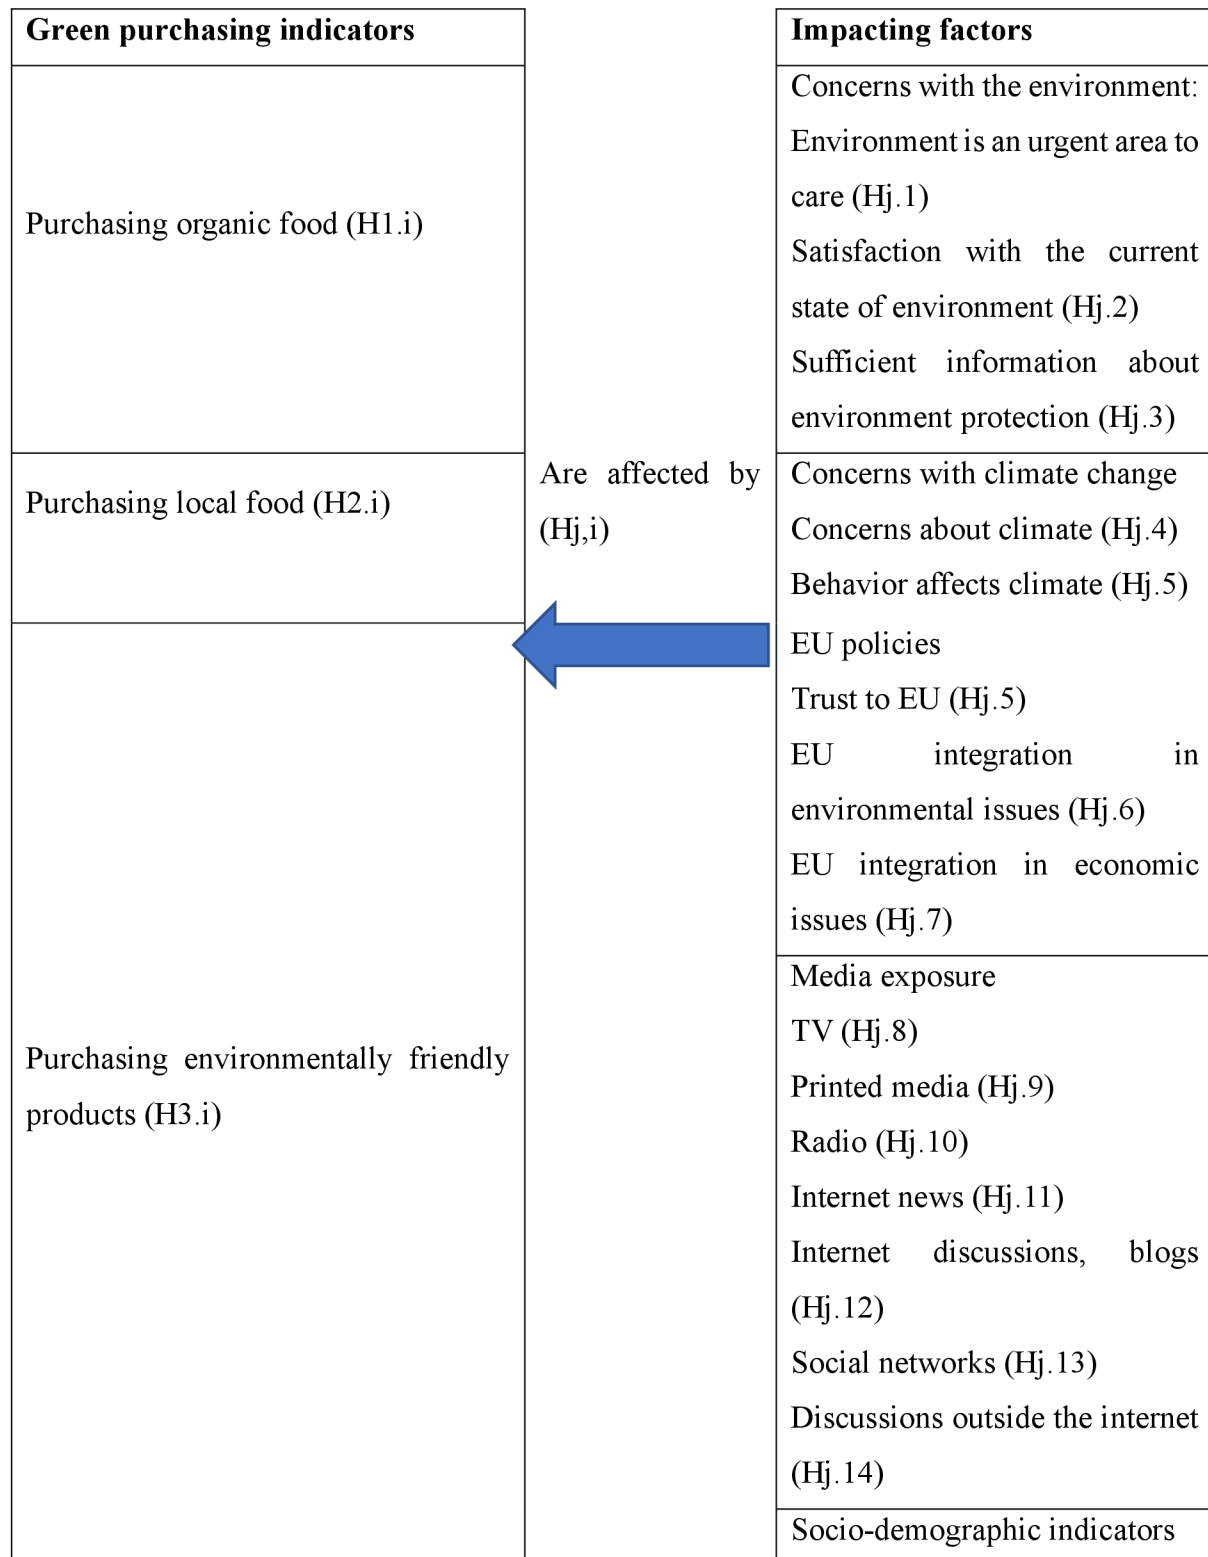 Green purchasing indicators
Purchasing organic food (H1.i)
Purchasing local food (H2.i)
Purchasing environmentally friendly
products (H3.i)
Are affected by
(Hj,i)
Impacting factors
Concerns with the environment:
Environment is an urgent area to
care (Hj.1)
Satisfaction with the current
state of environment (Hj.2)
Sufficient information about
environment protection (Hj.3)
Concerns with climate change
Concerns about climate (Hj.4)
Behavior affects climate (Hj.5)
EU policies
Trust to EU (Hj.5)
EU integration in
environmental issues (Hj.6)
EU integration in economic
issues (Hj.7)
Media exposure
TV (Hj.8)
Printed media (Hj.9)
Radio (Hj.10)
Internet news (Hj.11)
Internet discussions, blogs
(Hj.12)
Social networks (Hj.13)
Discussions outside the internet
(Hj.14)
Socio-demographic indicators